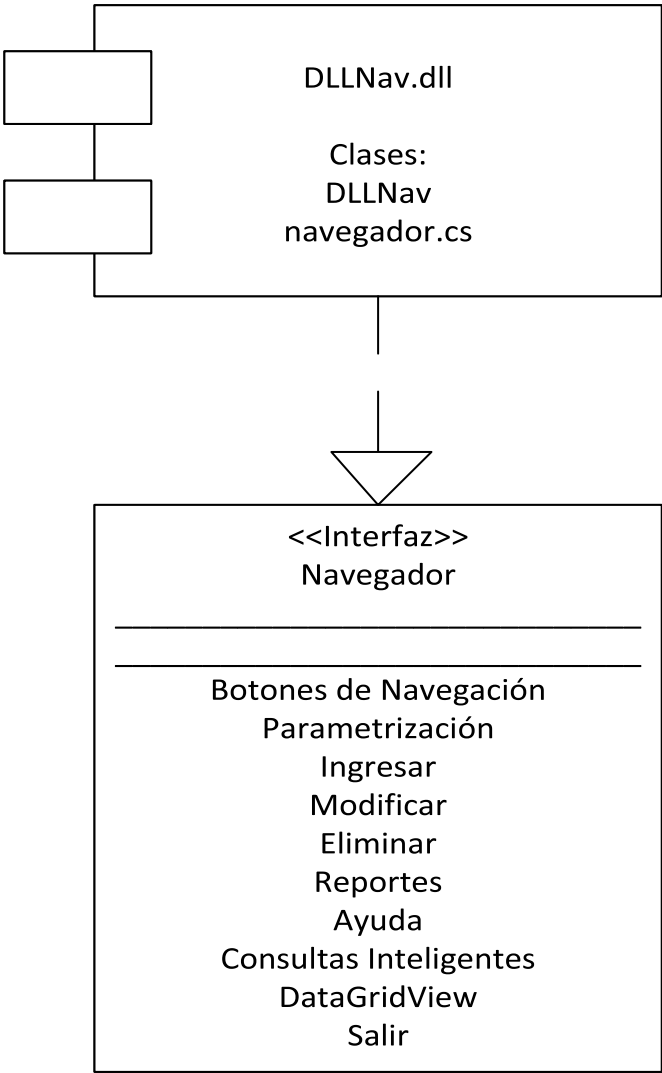 DLLNav.dll
Clases:
DLLNav
navegador.cs
<<Interfaz>>
Navegador
Botones de Navegación
Parametrización
Ingresar
Modificar
Eliminar
Reportes
Ayuda
Consultas Inteligentes
DataGridView
Salir